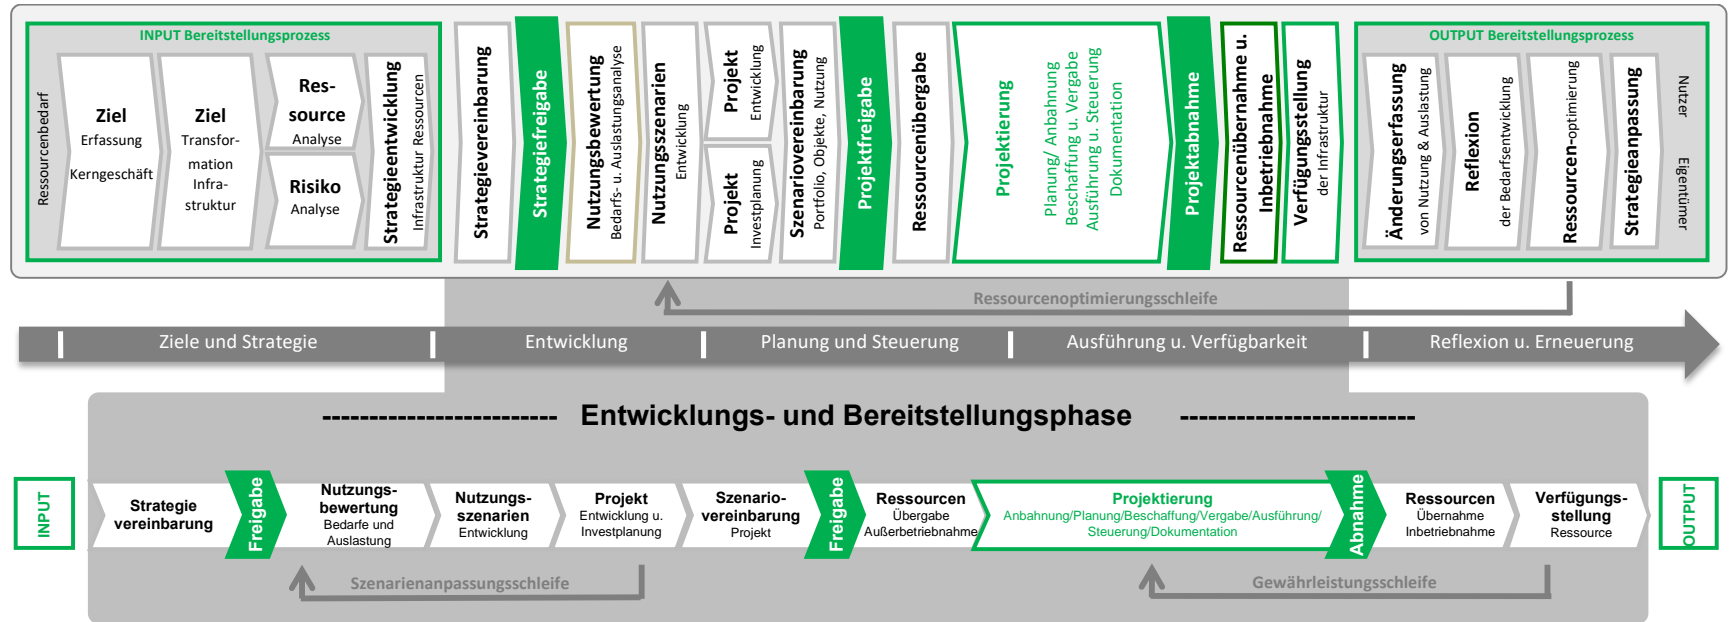 INPUT Bereitstellungsprozess
Ressourcenbedarf
Ziel
Erfassung
Kerngeschäft
Ziel
Transfor-
mation
Infra-
struktur
Res-
source
Analyse
Risiko
Analyse
Strategieentwicklung
Infrastruktur Ressourcen
Strategievereinbarung
Strategiefreigabe
Nutzungsbewertung
Bedarfs- u. Auslastungsanalyse
Nutzungsszenarien
Entwicklung
Projekt
Entwicklung
Projekt
Investplanung
Szenariovereinbarung
Portfolio, Objekte, Nutzung
Projektfreigabe
Ressourcenübergabe
Projektierung
Planung/ Anbahnung
Beschaffung u. Vergabe
Ausführung u. Steuerung
Dokumentation
Projektabnahme
Ressourcenübernahme u.
Inbetriebnahme
Verfügungsstellung
der Infrastruktur
OUTPUT Bereitstellungsprozess
Änderungserfassung
von Nutzung & Auslastung
Reflexion
der Bedarfsentwicklung
Ressourcen-optimierung
Strategieanpassung
Nutzer
Eigentümer
Ressourcenoptimierungsschleife
Ziele und Strategie
Entwicklung
Planung und Steuerung
Ausführung u. Verfügbarkeit
Reflexion u. Erneuerung
------------------------ Entwicklungs- und Bereitstellungsphase ------------------------
INPUT
Strategie
vereinbarung
Freigabe
Nutzungs-
bewertung
Bedarfe und
Auslastung
Nutzungs-
szenarien
Entwicklung
Projekt
Entwicklung u.
Investplanung
Szenario-
vereinbarung
Projekt
Freigabe
Ressourcen
Übergabe
Außerbetriebnahme
Projektierung
Anbahnung/Planung/Beschaffung/Vergabe/Ausführung/
Steuerung/Dokumentation
Abnahme
Ressourcen
Übernahme
Inbetriebnahme
Verfügungs-
stellung
Ressource
OUTPUT
Szenarienanpassungsschleife
Gewährleistungsschleife